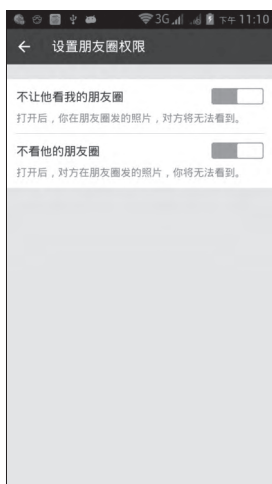 3G 下午 11:10
设置朋友圈权限
不让他看我的朋友圈
打开后，你在朋友圈发的照片，对方将无法看到。
不看他的朋友圈
打开后，对方在朋友圈发的照片，你将无法看到。